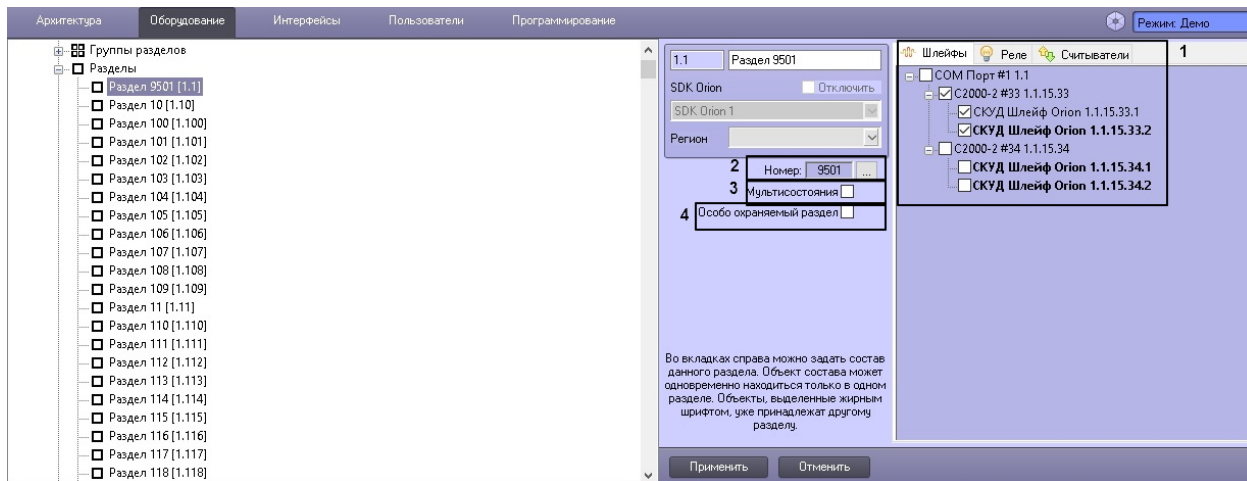 Архитектура Оборудование Интерфейсы Пользователи Программирование Режим: Демо
Группы разделов
Разделы
Раздел 9501 [1.1]
Раздел 10 [1.10]
Раздел 100 [1.100]
Раздел 101 [1.101]
Раздел 102 [1.102]
Раздел 103 [1.103]
Раздел 104 [1.104]
Раздел 105 [1.105]
Раздел 106 [1.106]
Раздел 107 [1.107]
Раздел 108 [1.108]
Раздел 109 [1.109]
Раздел 11 [1.11]
Раздел 110 [1.110]
Раздел 111 [1.111]
Раздел 112 [1.112]
Раздел 113 [1.113]
Раздел 114 [1.114]
Раздел 115 [1.115]
Раздел 116 [1.116]
Раздел 117 [1.117]
Раздел 118 [1.118]
1.1 Раздел 9501
SDK Orion Отключить
SDK Orion 1
Регион
2 Номер: 9501 ...
3 Мультисостояния
4 Особо охраняемый раздел
Во вкладках справа можно задать состав
данного раздела. Объект состава может
одновременно находиться только в одном
разделе. Объекты, выделенные жирным
шрифтом, уже принадлежат другому
разделу.
Применить Отменить
Шлейфы Реле Считыватели 1
COM Порт #1 1.1
С2000-2 #33 1.1.15.33
СКУД Шлейф Orion 1.1.15.33.1
СКУД Шлейф Orion 1.1.15.33.2
С2000-2 #34 1.1.15.34
СКУД Шлейф Orion 1.1.15.34.1
СКУД Шлейф Orion 1.1.15.34.2